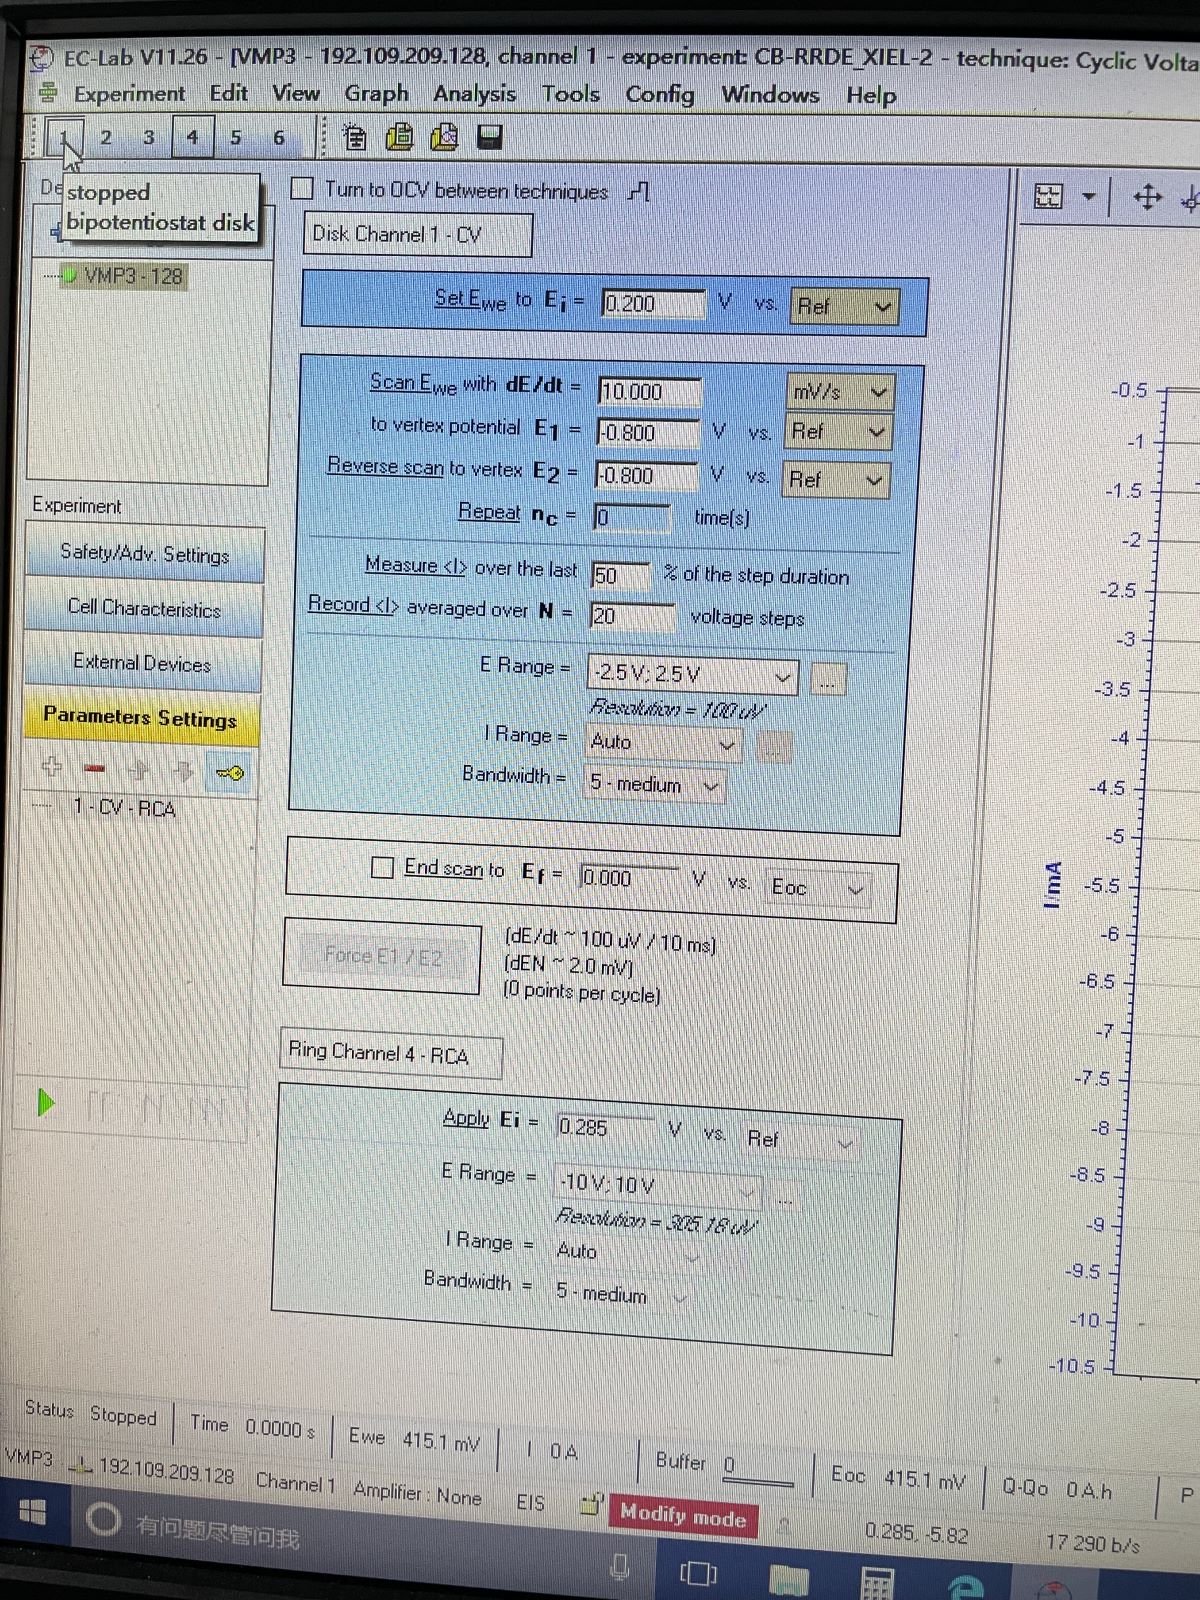 EC-Lab V11.26 - [VMP3 - 192.109.209.128, channel 1 - experiment: CB-RRDE_XIEL-2 - technique: Cyclic Volta
Experiment Edit View Graph Analysis Tools Config Windows Help
1 2 3 4 5 6
De
stopped
bipotentiostat disk
VMP3 - 128
Turn to OCV between techniques
Disk Channel 1 - CV
Set Ewe to Ei = 0.200 V vs. Ref
Scan Ewe with dE/dt = 10.000 mV/s
to vertex potential E1 = -0.800 V vs. Ref
Reverse scan to vertex E2 = -0.800 V vs. Ref
Repeat nc = 0 time(s)
Measure <I> over the last 50 % of the step duration
Record <I> averaged over N = 20 voltage steps
E Range = -2.5 V; 2.5 V ...
Resolution = 100 uV
I Range = Auto ...
Bandwidth = 5 - medium
End scan to Ef = 0.000 V vs. Eoc
Force E1 / E2
(dE/dt ~ 100 uV / 10 ms)
(dEN ~ 2.0 mV)
(0 points per cycle)
Ring Channel 4 - RCA
Apply Ei = 0.285 V vs. Ref
E Range = -10 V; 10 V ...
Resolution = 305.18 uV
I Range = Auto
Bandwidth = 5 - medium
Experiment
Safety/Adv. Settings
Cell Characteristics
External Devices
Parameters Settings
1 - CV - RCA
-0.5
-1
-1.5
-2
-2.5
-3
-3.5
-4
-4.5
-5
-5.5
-6
-6.5
-7
-7.5
-8
-8.5
-9
-9.5
-10
-10.5
I/mA
Status Stopped Time 0.0000 s Ewe 415.1 mV I 0 A Buffer 0 Eoc 415.1 mV Q-Qo 0 A.h P
VMP3 192.109.209.128 Channel 1 Amplifier : None EIS Modify mode 0.285, -5.82 17 290 b/s
有问题尽管问我